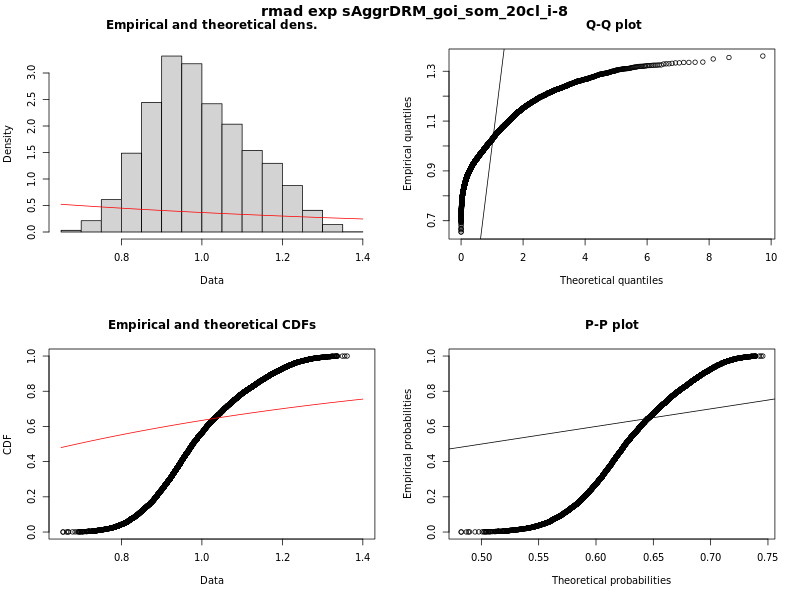 rmad exp sAggrDRM_goi_som_20cl_i-8
Empirical and theoretical dens.
Density
0.0 0.5 1.0 1.5 2.0 2.5 3.0
0.8 1.0 1.2 1.4
Data
Q-Q plot
Empirical quantiles
0.7 0.9 1.1 1.3
0 2 4 6 8 10
Theoretical quantiles
Empirical and theoretical CDFs
CDF
0.0 0.2 0.4 0.6 0.8 1.0
0.8 1.0 1.2 1.4
Data
P-P plot
Empirical probabilities
0.0 0.2 0.4 0.6 0.8 1.0
0.50 0.55 0.60 0.65 0.70 0.75
Theoretical probabilities